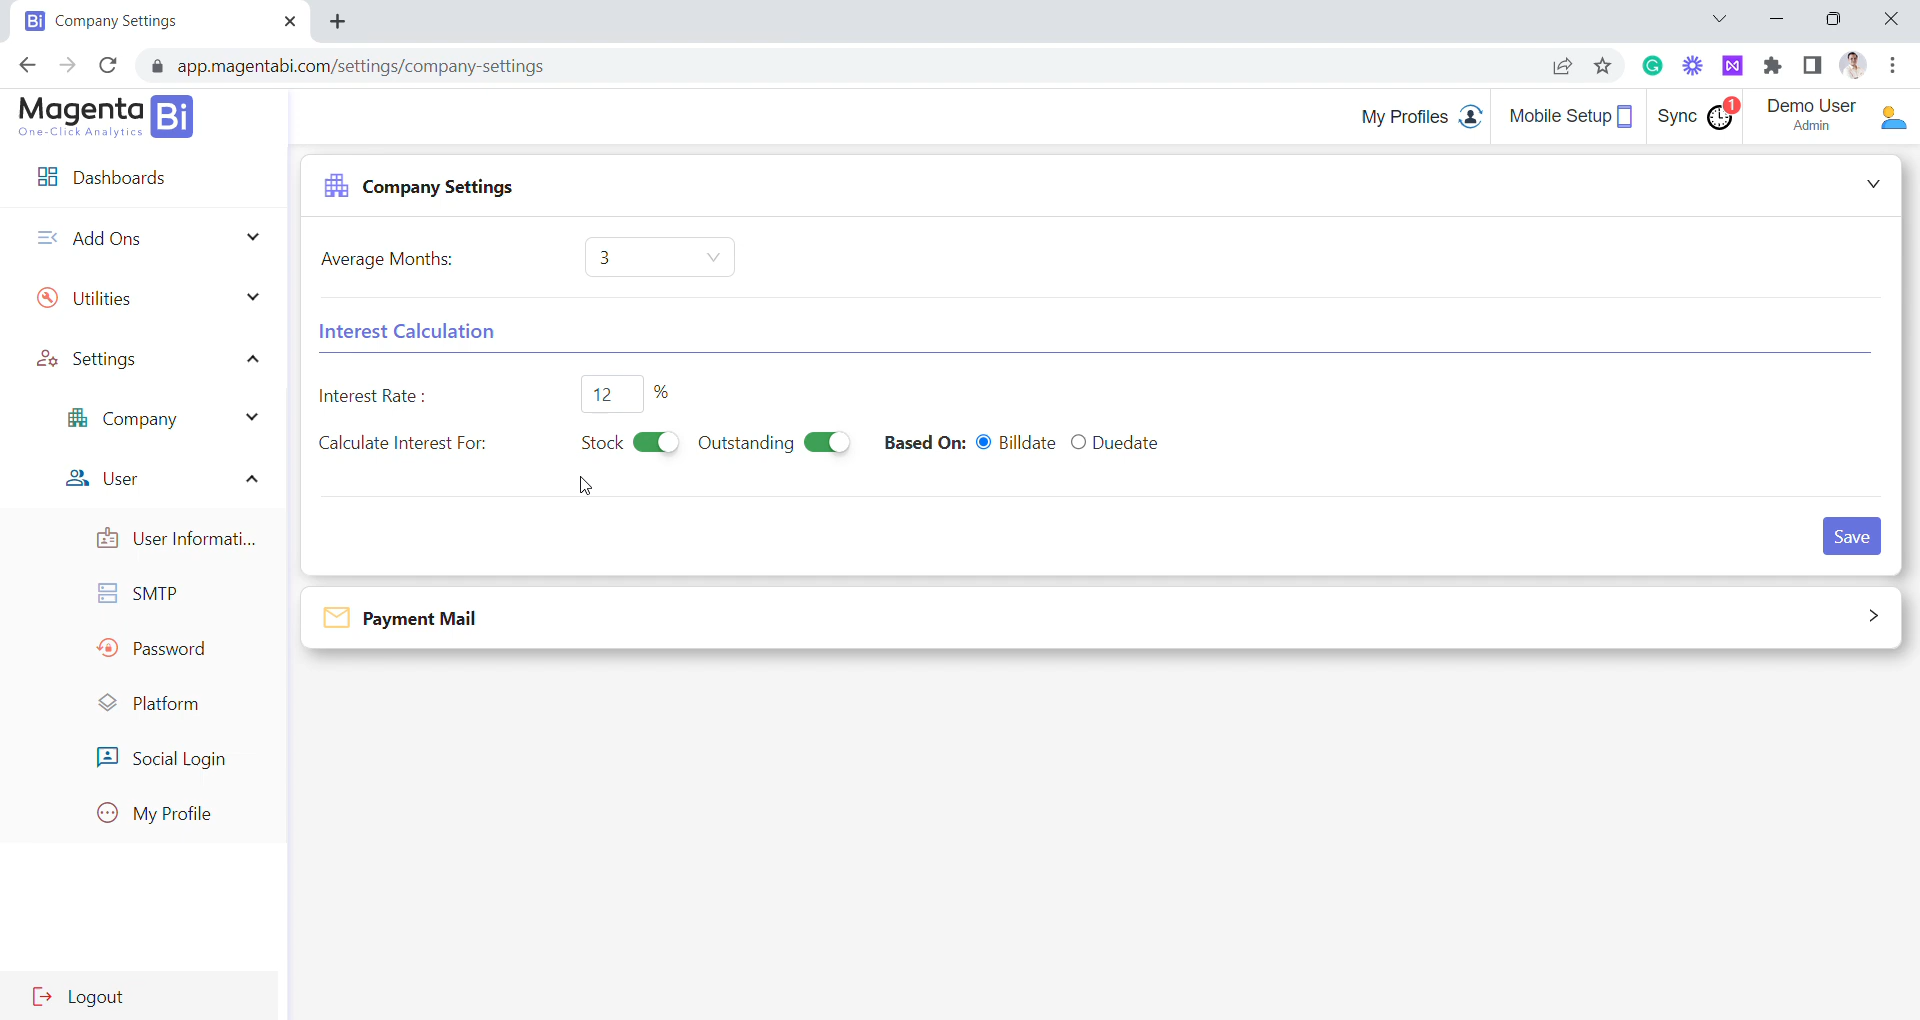 Bi Company Settings
app.magentabi.com/settings/company-settings
Magenta Bi
One-Click Analytics
My Profiles
Mobile Setup
Sync 1
Demo User
Admin
Dashboards
Add Ons
Utilities
Settings
Company
User
User Informati...
SMTP
Password
Platform
Social Login
My Profile
Logout
Company Settings
Average Months: 3
Interest Calculation
Interest Rate : 12 %
Calculate Interest For: Stock Outstanding Based On: Billdate Duedate
Save
Payment Mail